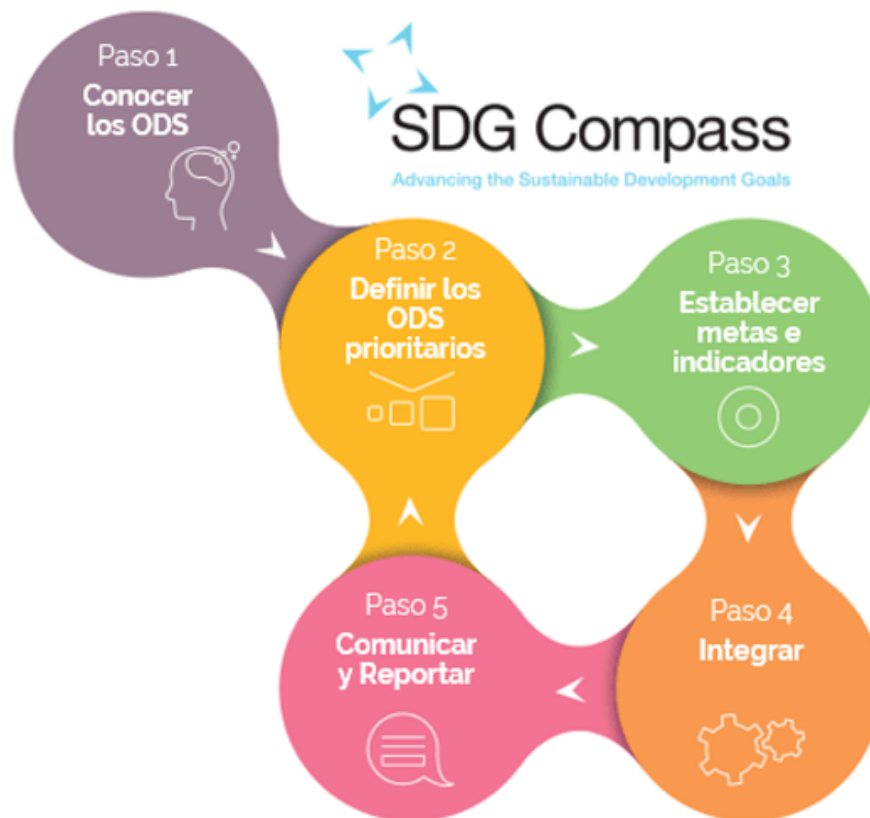 Paso 1
Conocer
los ODS
SDG Compass
Advancing the Sustainable Development Goals
Paso 2
Definir los
ODS
prioritarios
Paso 3
Establecer
metas e
indicadores
Paso 4
Integrar
Paso 5
Comunicar
y Reportar